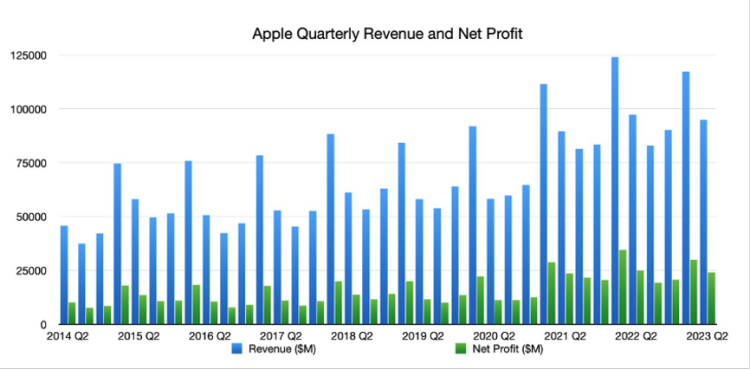 Apple Quarterly Revenue and Net Profit
125000
100000
75000
50000
25000
0
2014 Q2 2015 Q2 2016 Q2 2017 Q2 2018 Q2 2019 Q2 2020 Q2 2021 Q2 2022 Q2 2023 Q2
Revenue ($M) Net Profit ($M)